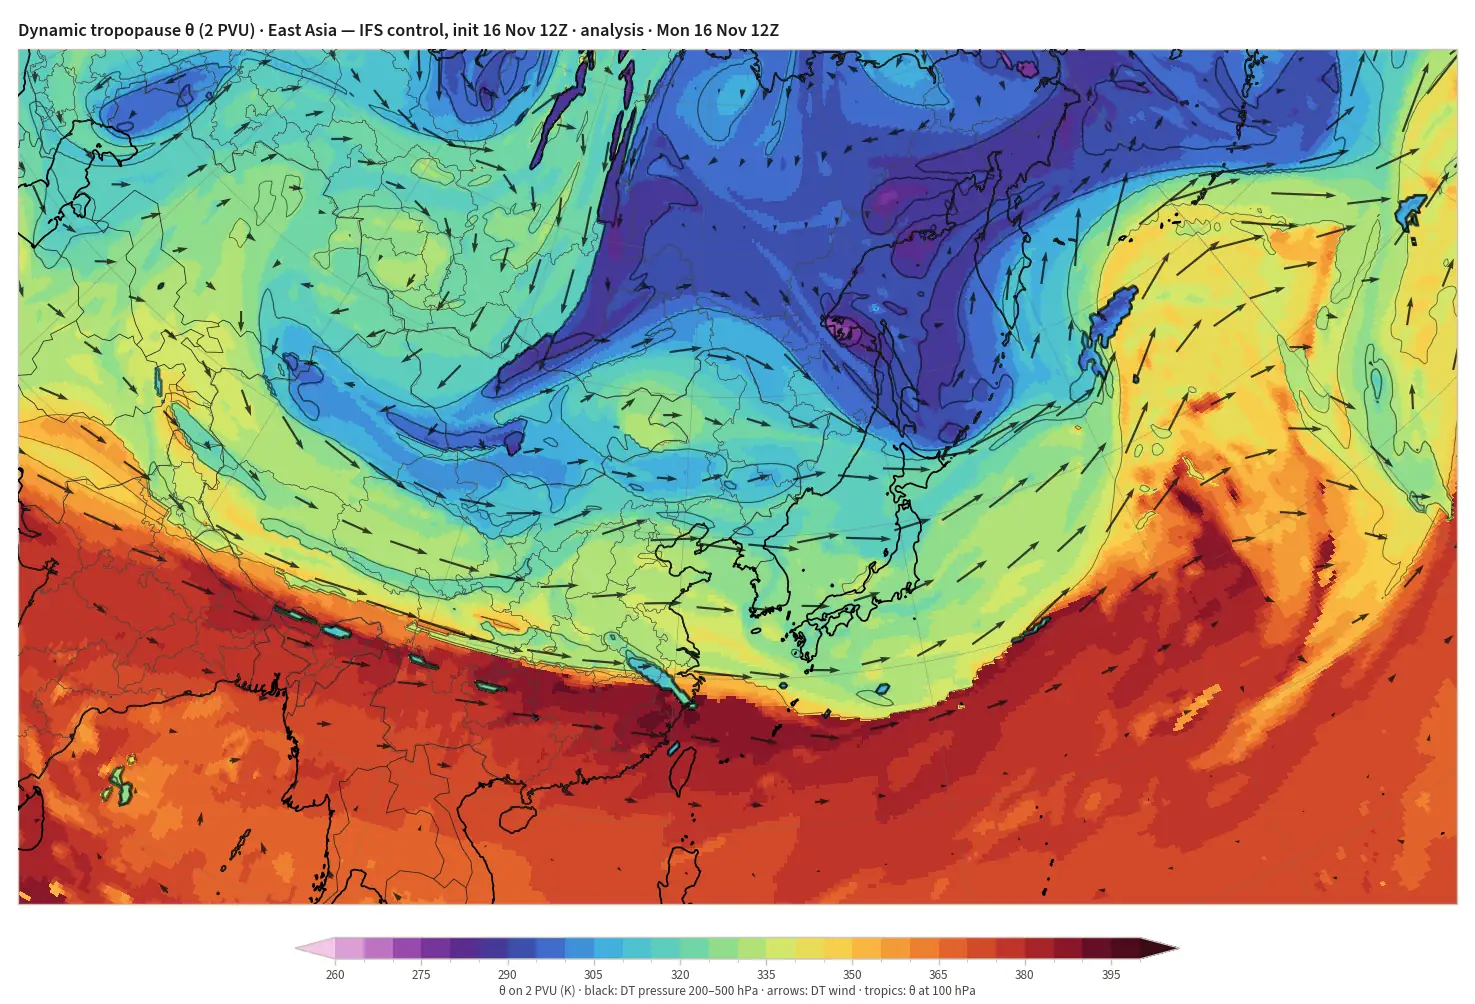 Dynamic tropopause θ (2 PVU) · East Asia — IFS control, init 16 Nov 12Z · analysis · Mon 16 Nov 12Z
260 275 290 305 320 335 350 365 380 395
θ on 2 PVU (K) · black: DT pressure 200–500 hPa · arrows: DT wind · tropics: θ at 100 hPa